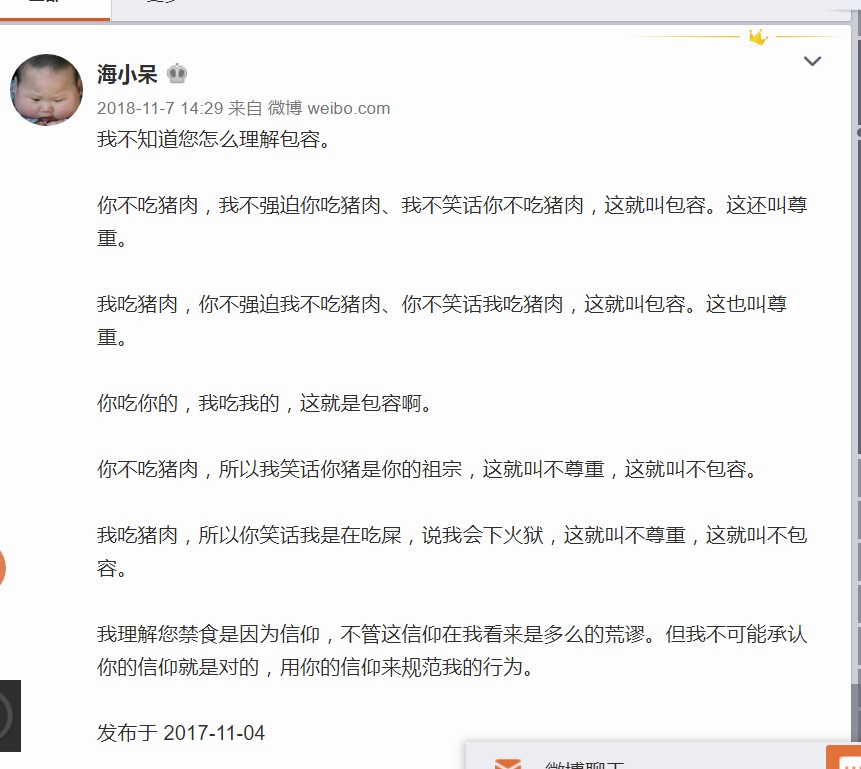 海小呆
2018-11-7 14:29 来自 微博 weibo.com
我不知道您怎么理解包容。
你不吃猪肉，我不强迫你吃猪肉、我不笑话你不吃猪肉，这就叫包容。这还叫尊
重。
我吃猪肉，你不强迫我不吃猪肉、你不笑话我吃猪肉，这就叫包容。这也叫尊
重。
你吃你的，我吃我的，这就是包容啊。
你不吃猪肉，所以我笑话你猪是你的祖宗，这就叫不尊重，这就叫不包容。
我吃猪肉，所以你笑话我是在吃屎，说我会下火狱，这就叫不尊重，这就叫不包
容。
我理解您禁食是因为信仰，不管这信仰在我看来是多么的荒谬。但我不可能承认
你的信仰就是对的，用你的信仰来规范我的行为。
发布于 2017-11-04
微博聊天